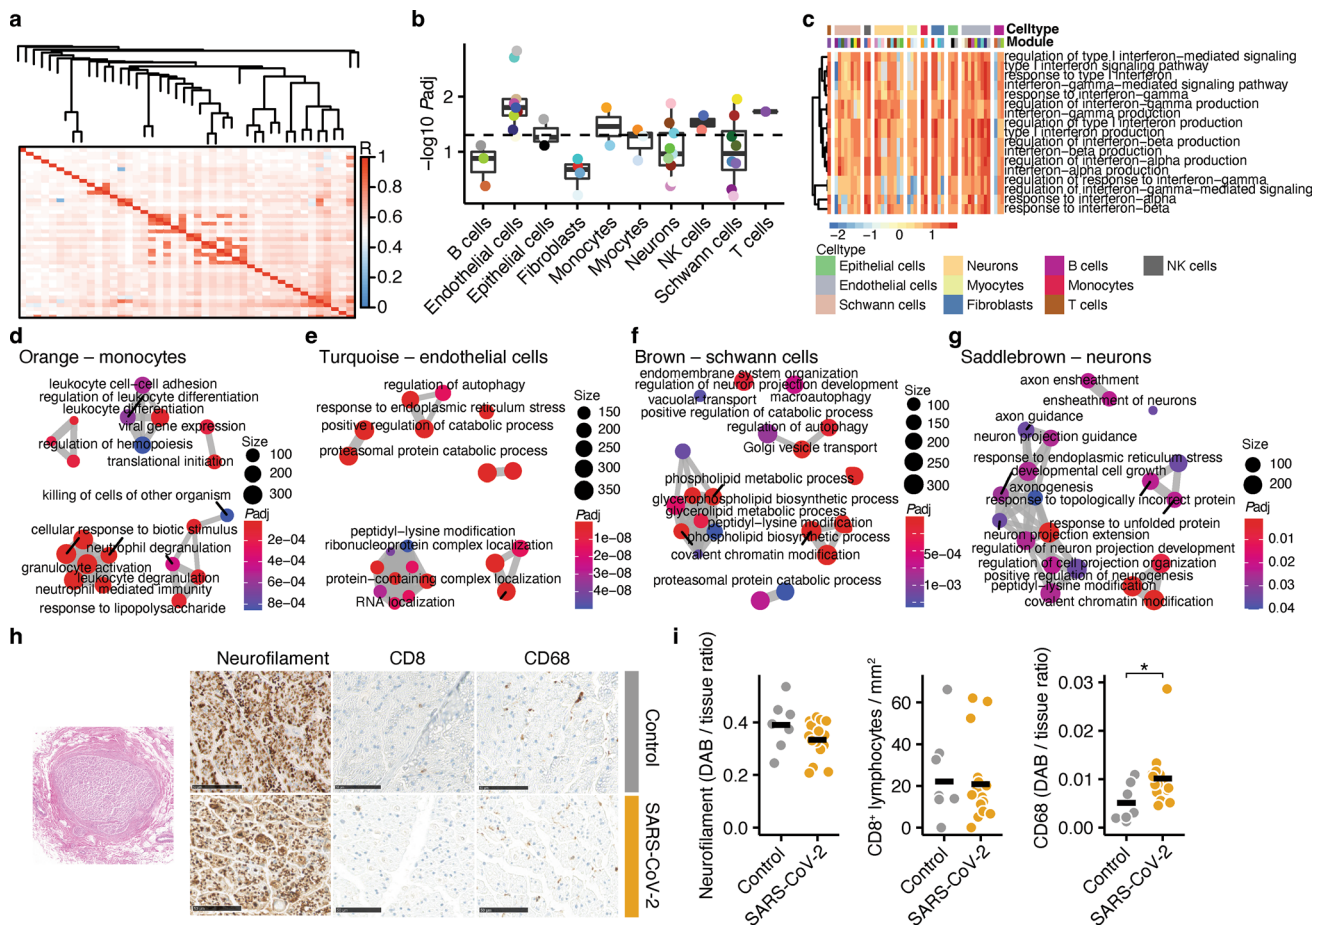 a
R
1
0.8
0.6
0.4
0.2
0
b
−log10 Padj
2
1
B cells
Endothelial cells
Epithelial cells
Fibroblasts
Monocytes
Myocytes
Neurons
NK cells
Schwann cells
T cells
c
Celltype
Module
regulation of type I interferon−mediated signaling
type I interferon signaling pathway
response to type I interferon
interferon−gamma−mediated signaling pathway
response to interferon−gamma
regulation of interferon−gamma production
interferon−gamma production
regulation of type I interferon production
type I interferon production
regulation of interferon−beta production
interferon−beta production
regulation of interferon−alpha production
interferon−alpha production
regulation of response to interferon−gamma
regulation of interferon−gamma−mediated signaling
response to interferon−alpha
response to interferon−beta
−2 −1 0 1
Celltype
Epithelial cells
Endothelial cells
Schwann cells
Neurons
Myocytes
Fibroblasts
B cells
Monocytes
T cells
NK cells
d
Orange – monocytes
leukocyte cell−cell adhesion
regulation of leukocyte differentiation
leukocyte differentiation
viral gene expression
regulation of hemopoiesis
translational initiation
killing of cells of other organism
cellular response to biotic stimulus
neutrophil degranulation
granulocyte activation
leukocyte degranulation
neutrophil mediated immunity
response to lipopolysaccharide
Size
100
200
300
Padj
2e−04
4e−04
6e−04
8e−04
e
Turquoise – endothelial cells
regulation of autophagy
response to endoplasmic reticulum stress
positive regulation of catabolic process
proteasomal protein catabolic process
peptidyl−lysine modification
ribonucleoprotein complex localization
protein−containing complex localization
RNA localization
Size
150
200
250
300
350
Padj
1e−08
2e−08
3e−08
4e−08
f
Brown – schwann cells
endomembrane system organization
regulation of neuron projection development
vacuolar transport
macroautophagy
positive regulation of catabolic process
regulation of autophagy
Golgi vesicle transport
phospholipid metabolic process
glycerophospholipid biosynthetic process
glycerolipid metabolic process
peptidyl−lysine modification
phospholipid biosynthetic process
covalent chromatin modification
proteasomal protein catabolic process
Size
100
150
200
250
300
Padj
5e−04
1e−03
g
Saddlebrown – neurons
axon ensheathment
ensheathment of neurons
axon guidance
neuron projection guidance
response to endoplasmic reticulum stress
developmental cell growth
axonogenesis
response to topologically incorrect protein
response to unfolded protein
neuron projection extension
regulation of neuron projection development
regulation of cell projection organization
positive regulation of neurogenesis
peptidyl−lysine modification
covalent chromatin modification
Size
100
200
Padj
0.01
0.02
0.03
0.04
h
Neurofilament
CD8
CD68
Control
SARS-CoV-2
i
Neurofilament (DAB / tissue ratio)
0.4
0.2
0.0
Control
SARS-CoV-2
CD8⁺ lymphocytes / mm²
60
40
20
0
Control
SARS-CoV-2
CD68 (DAB / tissue ratio)
0.03
0.02
0.01
0.00
*
Control
SARS-CoV-2